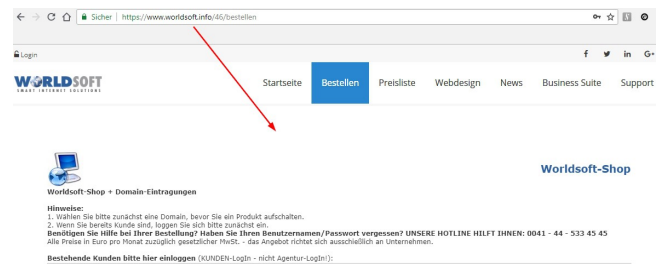 Sicher | https://www.worldsoft.info/46/bestellen
Login
f in G+
WORLDSOFT
SMART INTERNET SOLUTIONS
Startseite Bestellen Preisliste Webdesign News Business Suite Support
Worldsoft-Shop
Worldsoft-Shop + Domain-Eintragungen
Hinweise:
1. Wählen Sie bitte zunächst eine Domain, bevor Sie ein Produkt aufschalten.
2. Wenn Sie bereits Kunde sind, loggen Sie sich bitte zunächst ein.
Benötigen Sie Hilfe bei Ihrer Bestellung? Haben Sie Ihren Benutzernamen/Passwort vergessen? UNSERE HOTLINE HILFT IHNEN: 0041 - 44 - 533 45 45
Alle Preise in Euro pro Monat zuzüglich gesetzlicher MwSt. - das Angebot richtet sich ausschießlich an Unternehmen.
Bestehende Kunden bitte hier einloggen (KUNDEN-LogIn - nicht Agentur-LogIn!):